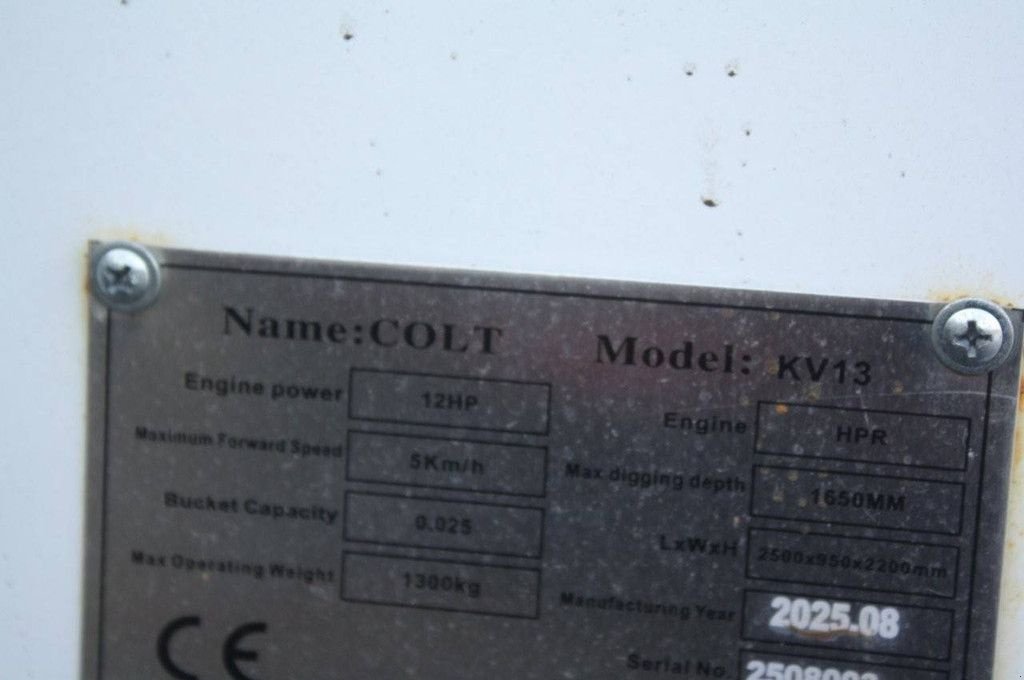 Name:COLT Model: KV13
Engine power 12HP Engine HPR
Maximum Forward Speed 5Km/h Max digging depth 1650MM
Bucket Capacity 0.025 LxWxH 2500x950x2200mm
Max Operating Weight 1300kg Manufacturing Year 2025.08
CE Serial No.